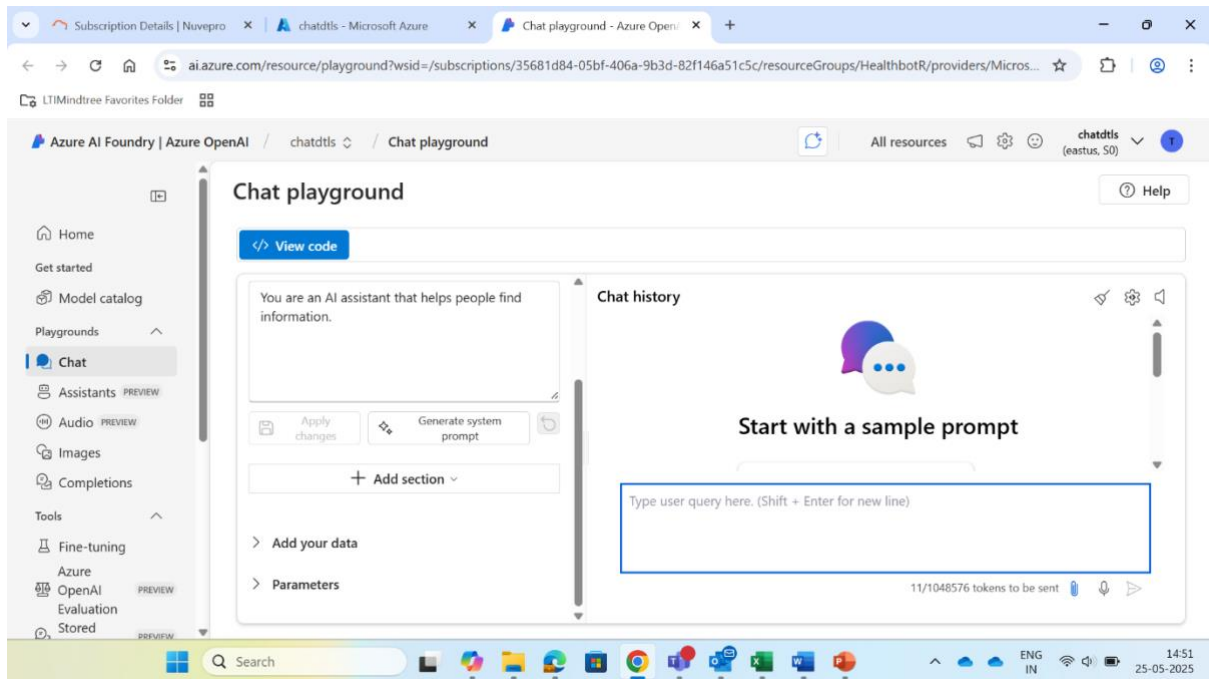 Subscription Details | Nuvepro
chatdtls - Microsoft Azure
Chat playground - Azure Open
ai.azure.com/resource/playground?wsid=/subscriptions/35681d84-05bf-406a-9b3d-82f146a51c5c/resourceGroups/HealthbotR/providers/Micros...
LTIMindtree Favorites Folder
Azure AI Foundry | Azure OpenAI / chatdtls / Chat playground
All resources
chatdtls
(eastus, S0)
T
Chat playground
Help
Home
</> View code
Get started
Model catalog
Playgrounds
Chat
Assistants PREVIEW
Audio PREVIEW
Images
Completions
Tools
Fine-tuning
Azure
OpenAI PREVIEW
Evaluation
Stored PREVIEW
You are an AI assistant that helps people find
information.
Apply
changes
Generate system
prompt
+ Add section
Add your data
Parameters
Chat history
Start with a sample prompt
Type user query here. (Shift + Enter for new line)
11/1048576 tokens to be sent
Search
ENG
IN
14:51
25-05-2025